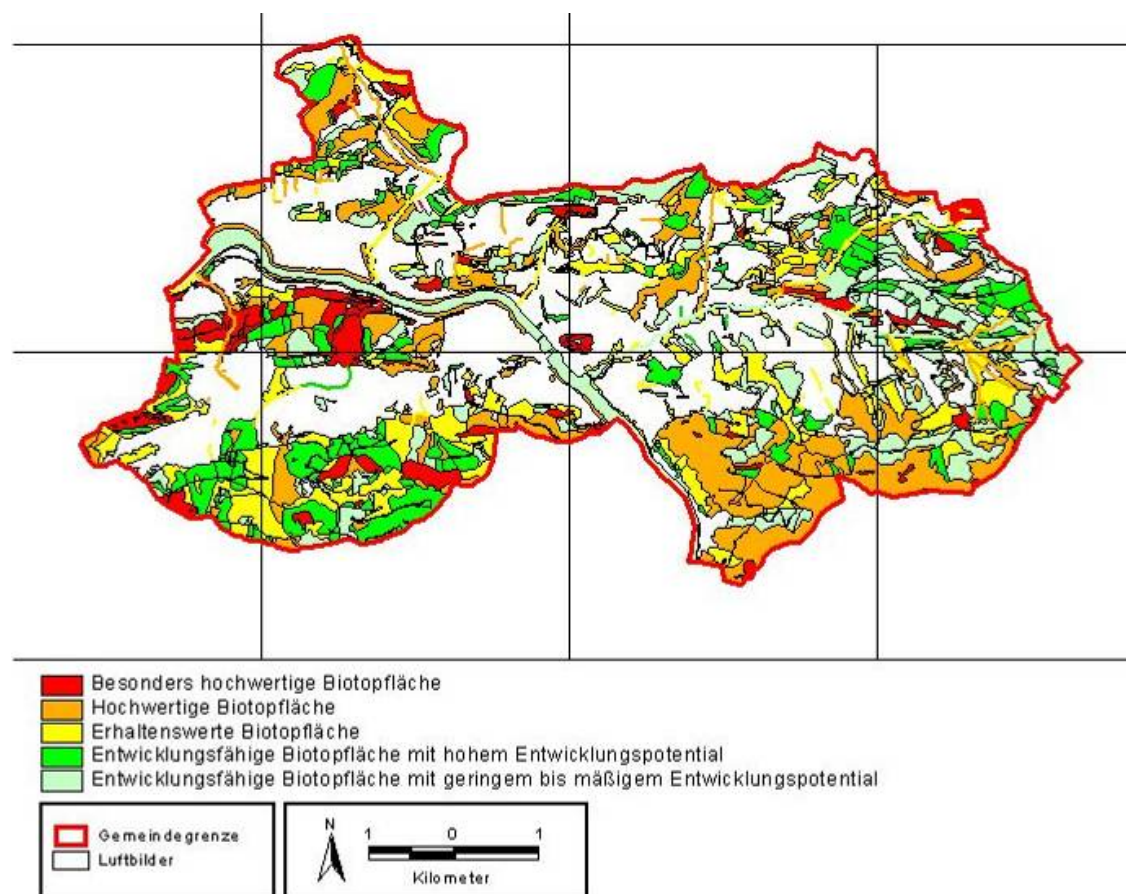 Besonders hochwertige Biotopfläche
Hochwertige Biotopfläche
Erhaltenswerte Biotopfläche
Entwicklungsfähige Biotopfläche mit hohem Entwicklungspotential
Entwicklungsfähige Biotopfläche mit geringem bis mäßigem Entwicklungspotential
Gemeindegrenze
Luftbilder
N
1 0 1
Kilometer